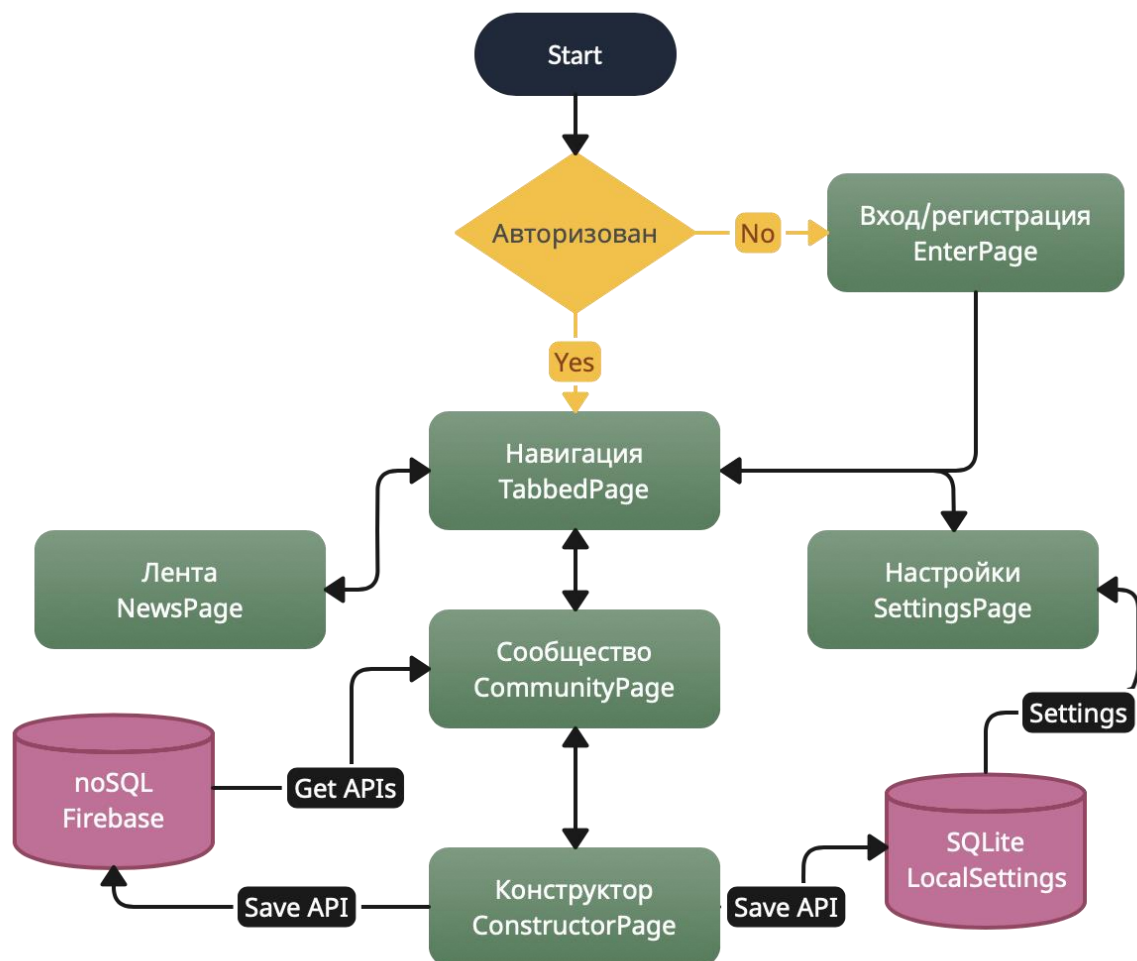 Start
Авторизован
No
Вход/регистрация
EnterPage
Yes
Навигация
TabbedPage
Лента
NewsPage
Настройки
SettingsPage
Сообщество
CommunityPage
Settings
noSQL
Firebase
Get APIs
SQLite
LocalSettings
Конструктор
ConstructorPage
Save API
Save API